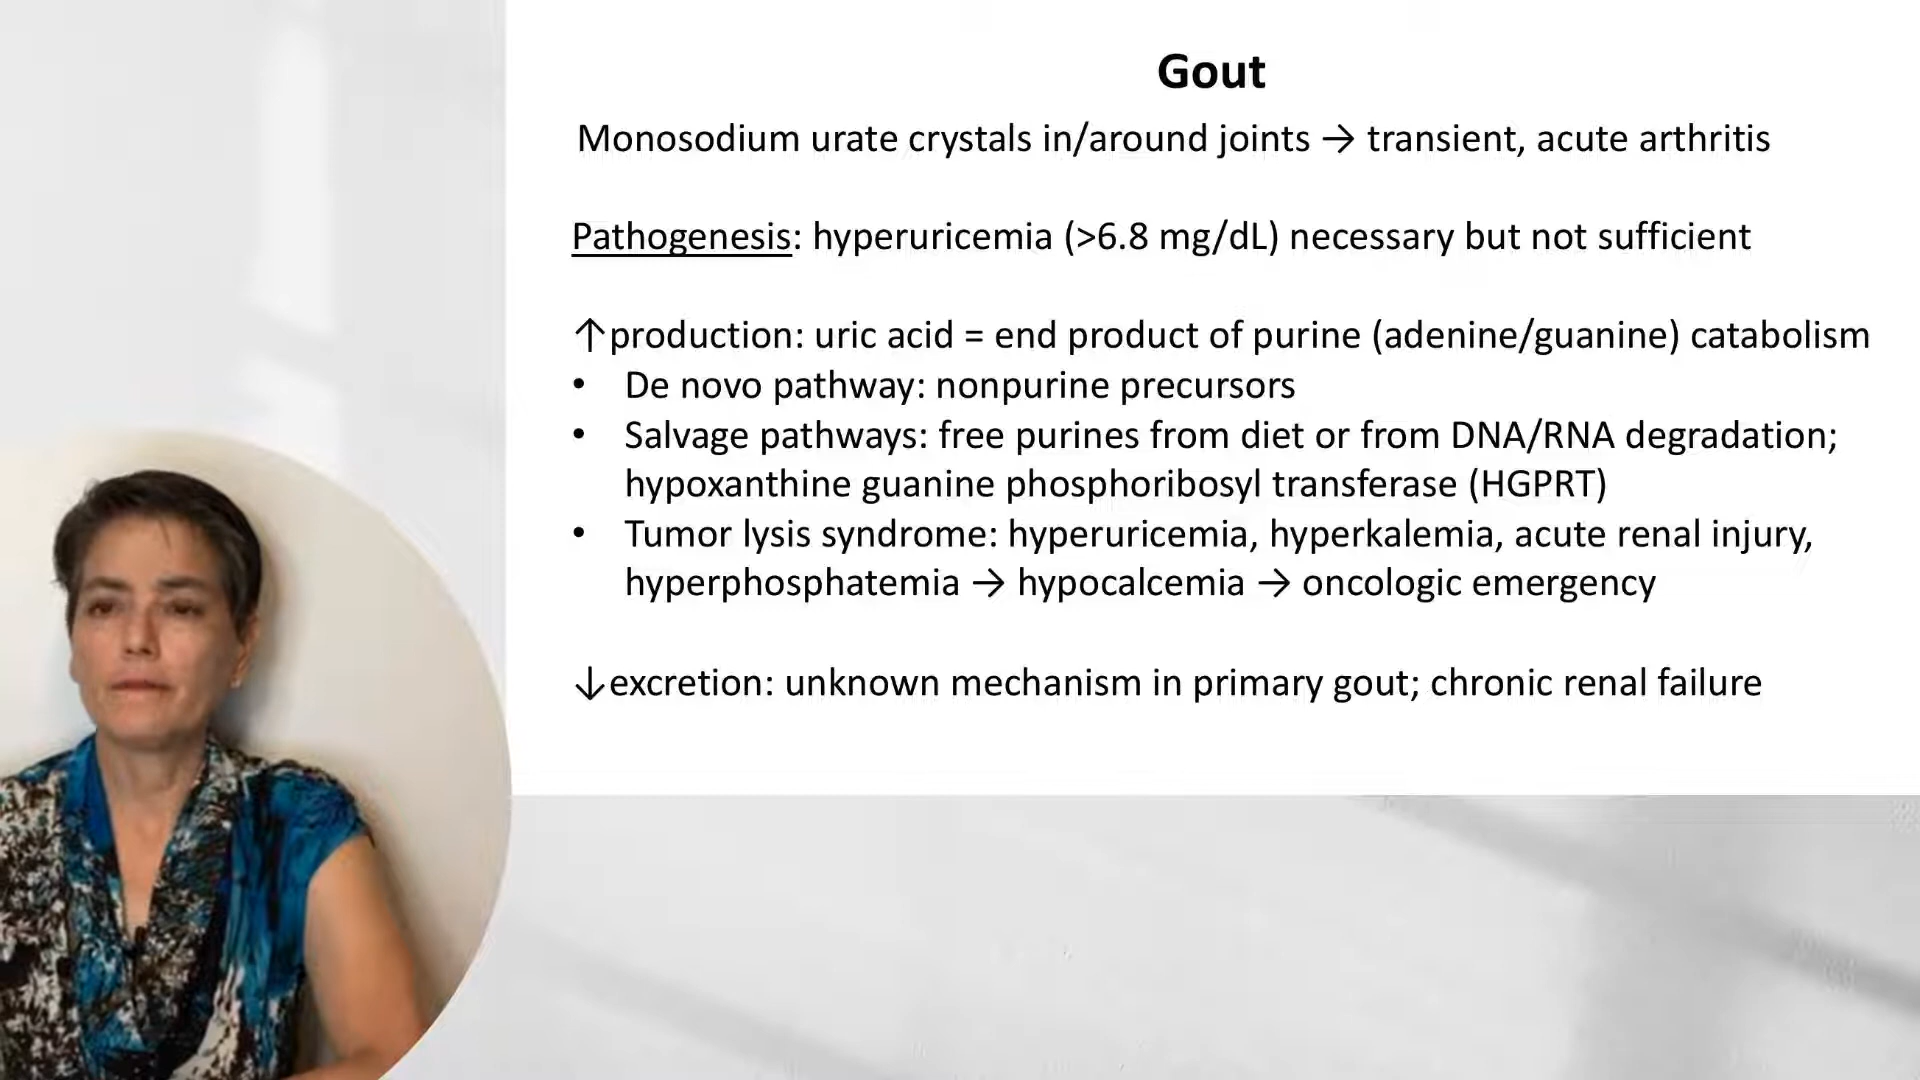 Gout
Monosodium urate crystals in/around joints → transient, acute arthritis
Pathogenesis: hyperuricemia (>6.8 mg/dL) necessary but not sufficient
↑production: uric acid = end product of purine (adenine/guanine) catabolism
• De novo pathway: nonpurine precursors
• Salvage pathways: free purines from diet or from DNA/RNA degradation;
hypoxanthine guanine phosphoribosyl transferase (HGPRT)
• Tumor lysis syndrome: hyperuricemia, hyperkalemia, acute renal injury,
hyperphosphatemia → hypocalcemia → oncologic emergency
↓excretion: unknown mechanism in primary gout; chronic renal failure